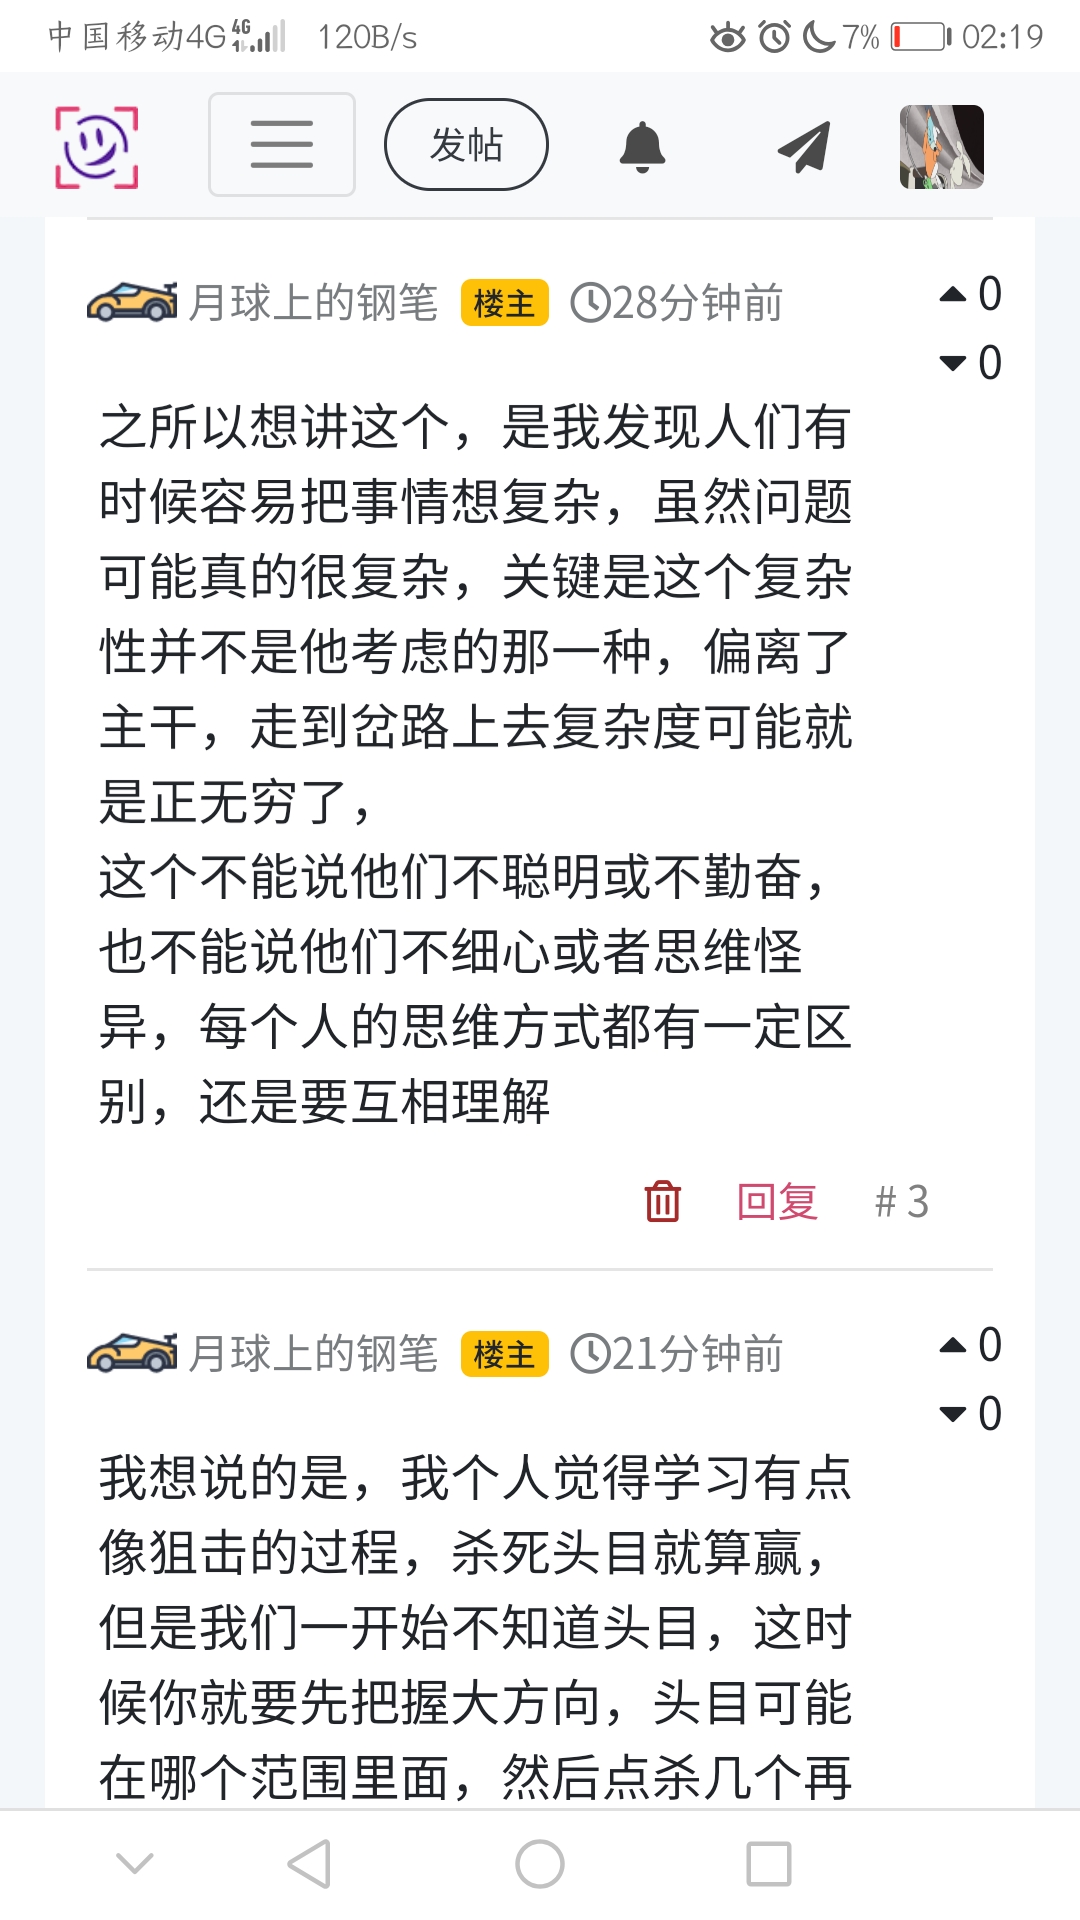 中国移动4G 4G 120B/s 7% 02:19
发帖
月球上的钢笔 楼主 28分钟前 0
0
之所以想讲这个，是我发现人们有
时候容易把事情想复杂，虽然问题
可能真的很复杂，关键是这个复杂
性并不是他考虑的那一种，偏离了
主干，走到岔路上去复杂度可能就
是正无穷了，
这个不能说他们不聪明或不勤奋，
也不能说他们不细心或者思维怪
异，每个人的思维方式都有一定区
别，还是要互相理解
回复 #3
月球上的钢笔 楼主 21分钟前 0
0
我想说的是，我个人觉得学习有点
像狙击的过程，杀死头目就算赢，
但是我们一开始不知道头目，这时
候你就要先把握大方向，头目可能
在哪个范围里面，然后点杀几个再